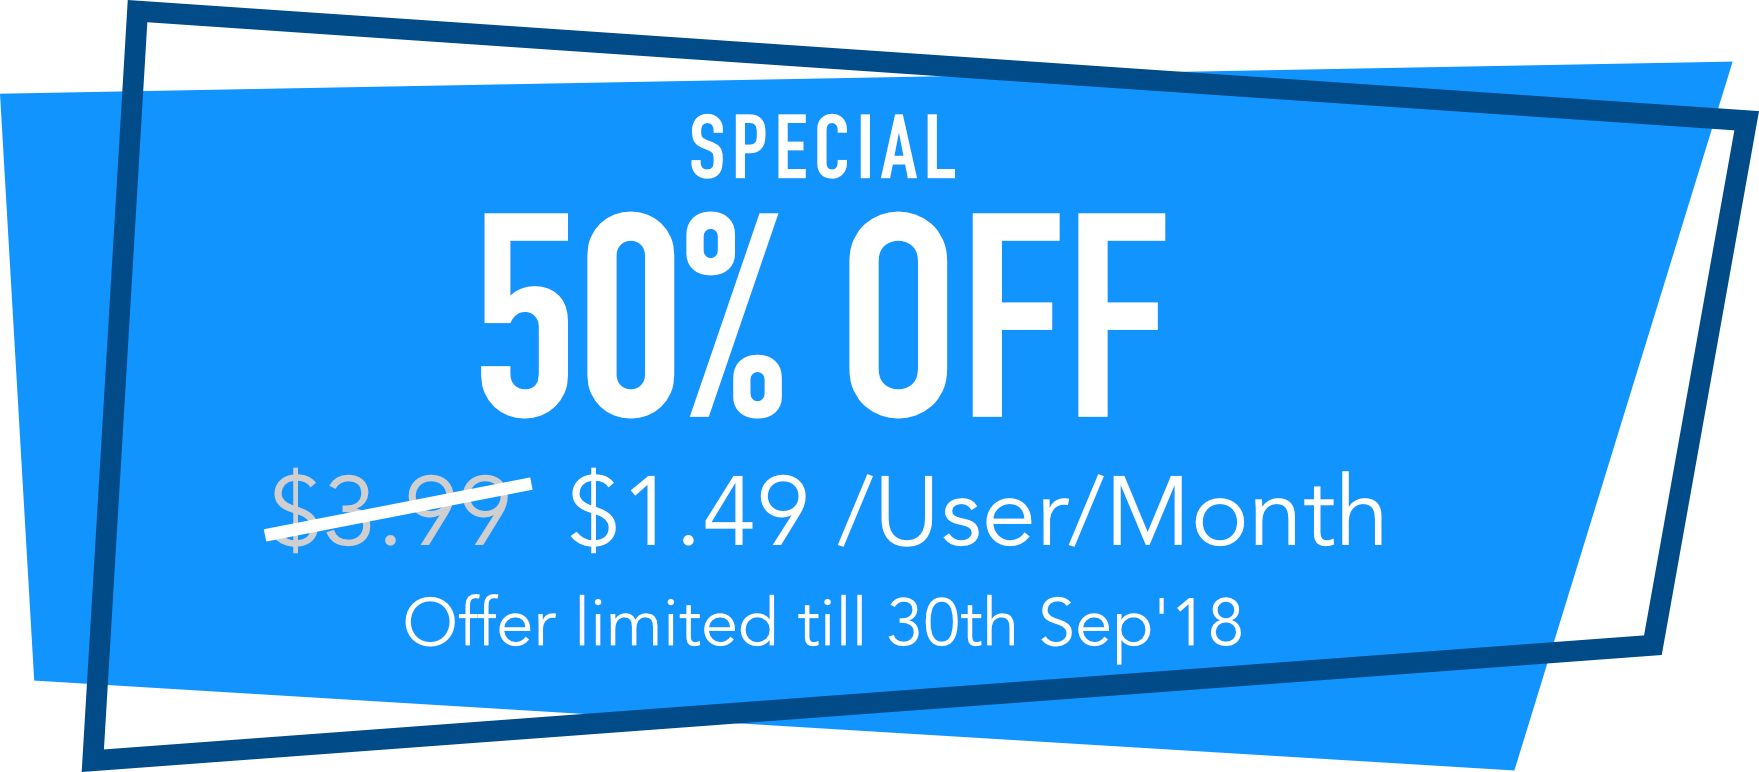 SPECIAL
50% OFF
$3.99 $1.49 /User/Month
Offer limited till 30th Sep'18